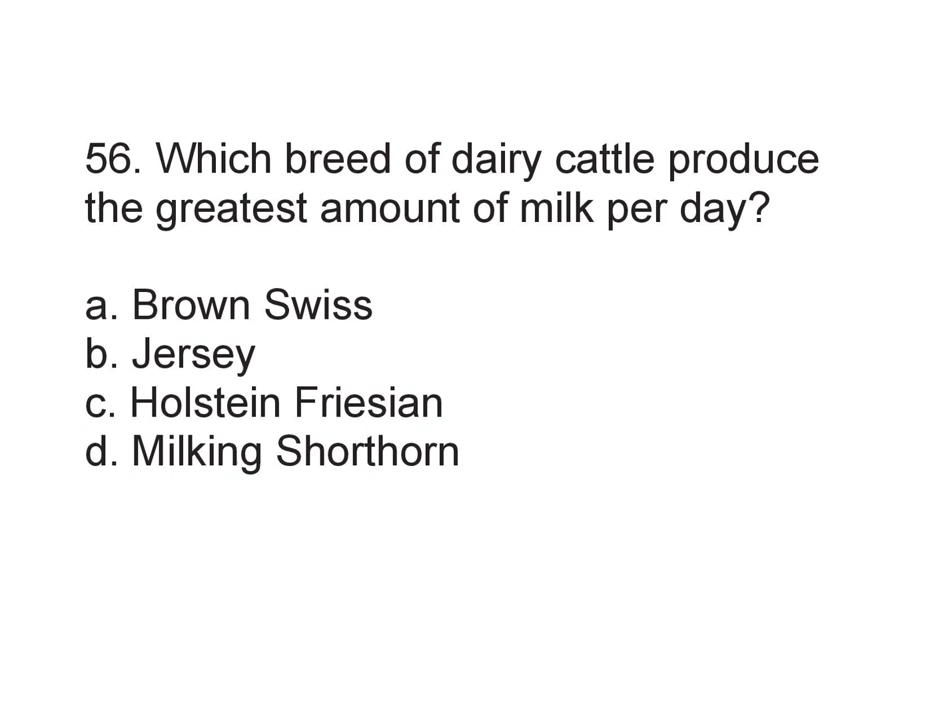 56. Which breed of dairy cattle produce
the greatest amount of milk per day?
a. Brown Swiss
b. Jersey
c. Holstein Friesian
d. Milking Shorthorn